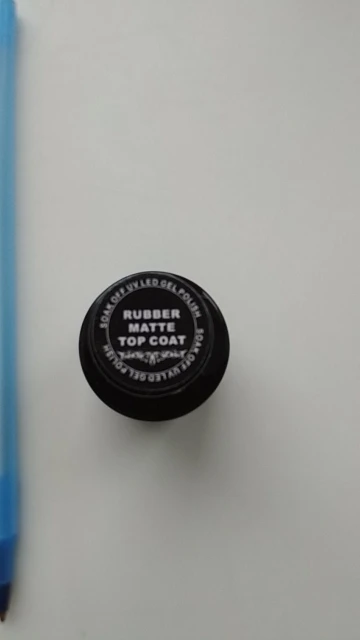 SOAK OFF UV LED GEL POLISH
RUBBER
MATTE
TOP COAT
SOAK OFF UV LED GEL POLISH